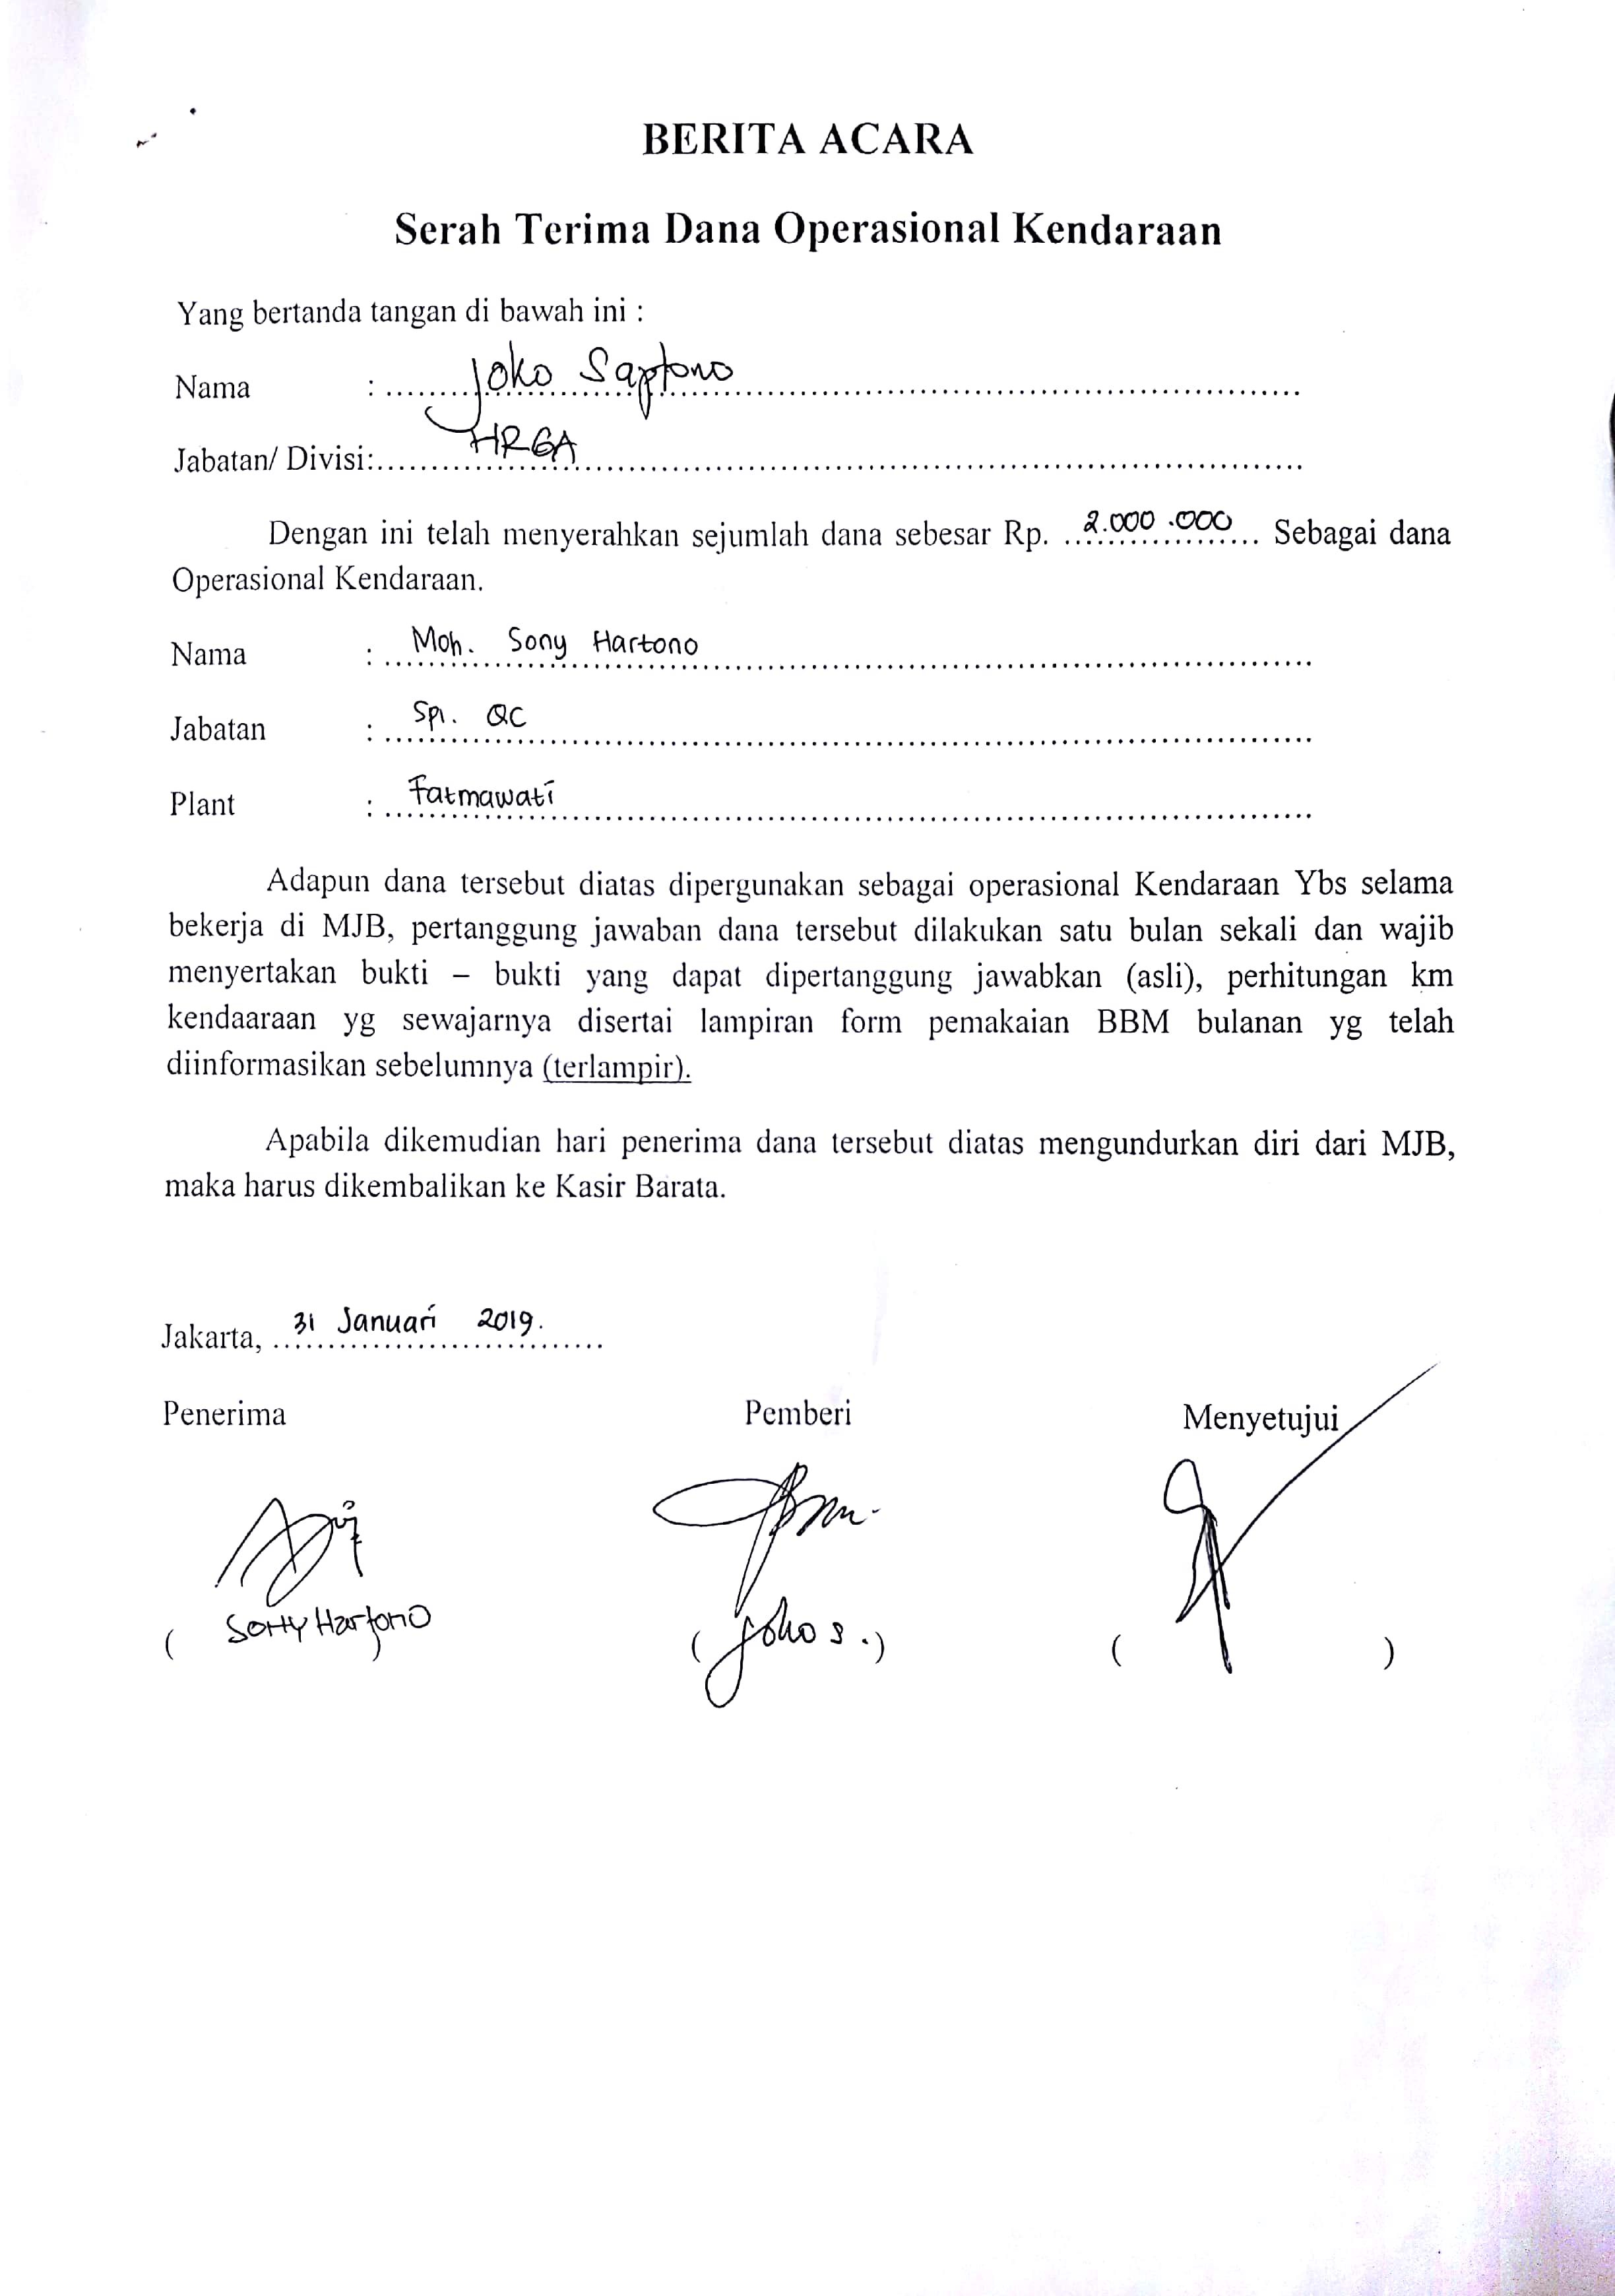 BERITA ACARA
Serah Terima Dana Operasional Kendaraan
Yang bertanda tangan di bawah ini :
Nama : Joko Saptono
Jabatan/ Divisi: HRGA
Dengan ini telah menyerahkan sejumlah dana sebesar Rp. 2.000.000 Sebagai dana
Operasional Kendaraan.
Nama : Moh. Sony Hartono
Jabatan : Spi. QC
Plant : Fatmawati
Adapun dana tersebut diatas dipergunakan sebagai operasional Kendaraan Ybs selama
bekerja di MJB, pertanggung jawaban dana tersebut dilakukan satu bulan sekali dan wajib
menyertakan bukti – bukti yang dapat dipertanggung jawabkan (asli), perhitungan km
kendaaraan yg sewajarnya disertai lampiran form pemakaian BBM bulanan yg telah
diinformasikan sebelumnya (terlampir).
Apabila dikemudian hari penerima dana tersebut diatas mengundurkan diri dari MJB,
maka harus dikembalikan ke Kasir Barata.
Jakarta, 31 Januari 2019.
Penerima Pemberi Menyetujui
( Sony Hartono ( Joko S. ) ( )